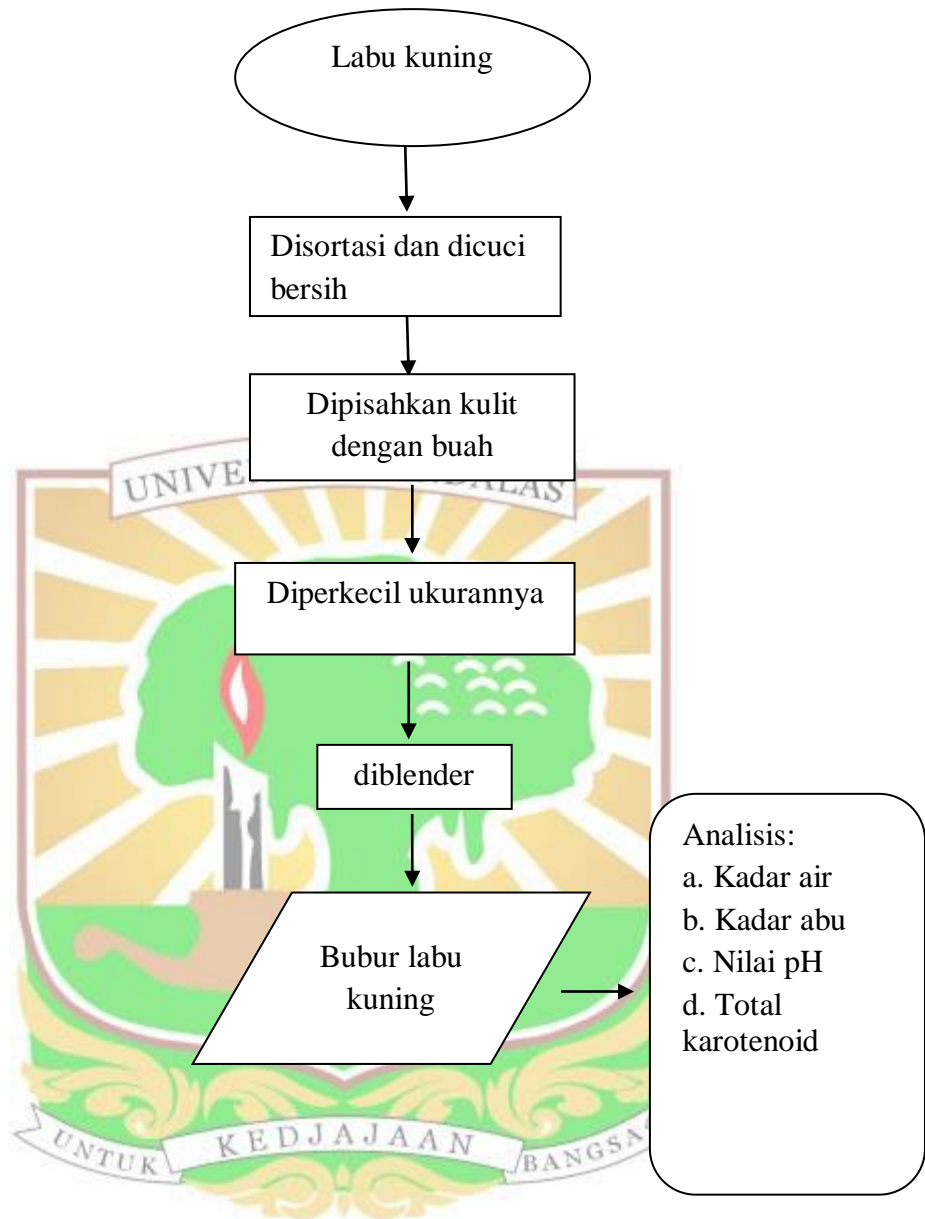 Labu kuning
Disortasi dan dicuci
bersih
Dipisahkan kulit
dengan buah
UNIVE
DALAS
Diperkecil ukurannya
diblender
Analisis:
a. Kadar air
b. Kadar abu
c. Nilai pH
d. Total
karotenoid
Bubur labu
kuning
UNTUK KEDJAJAAN BANGSA